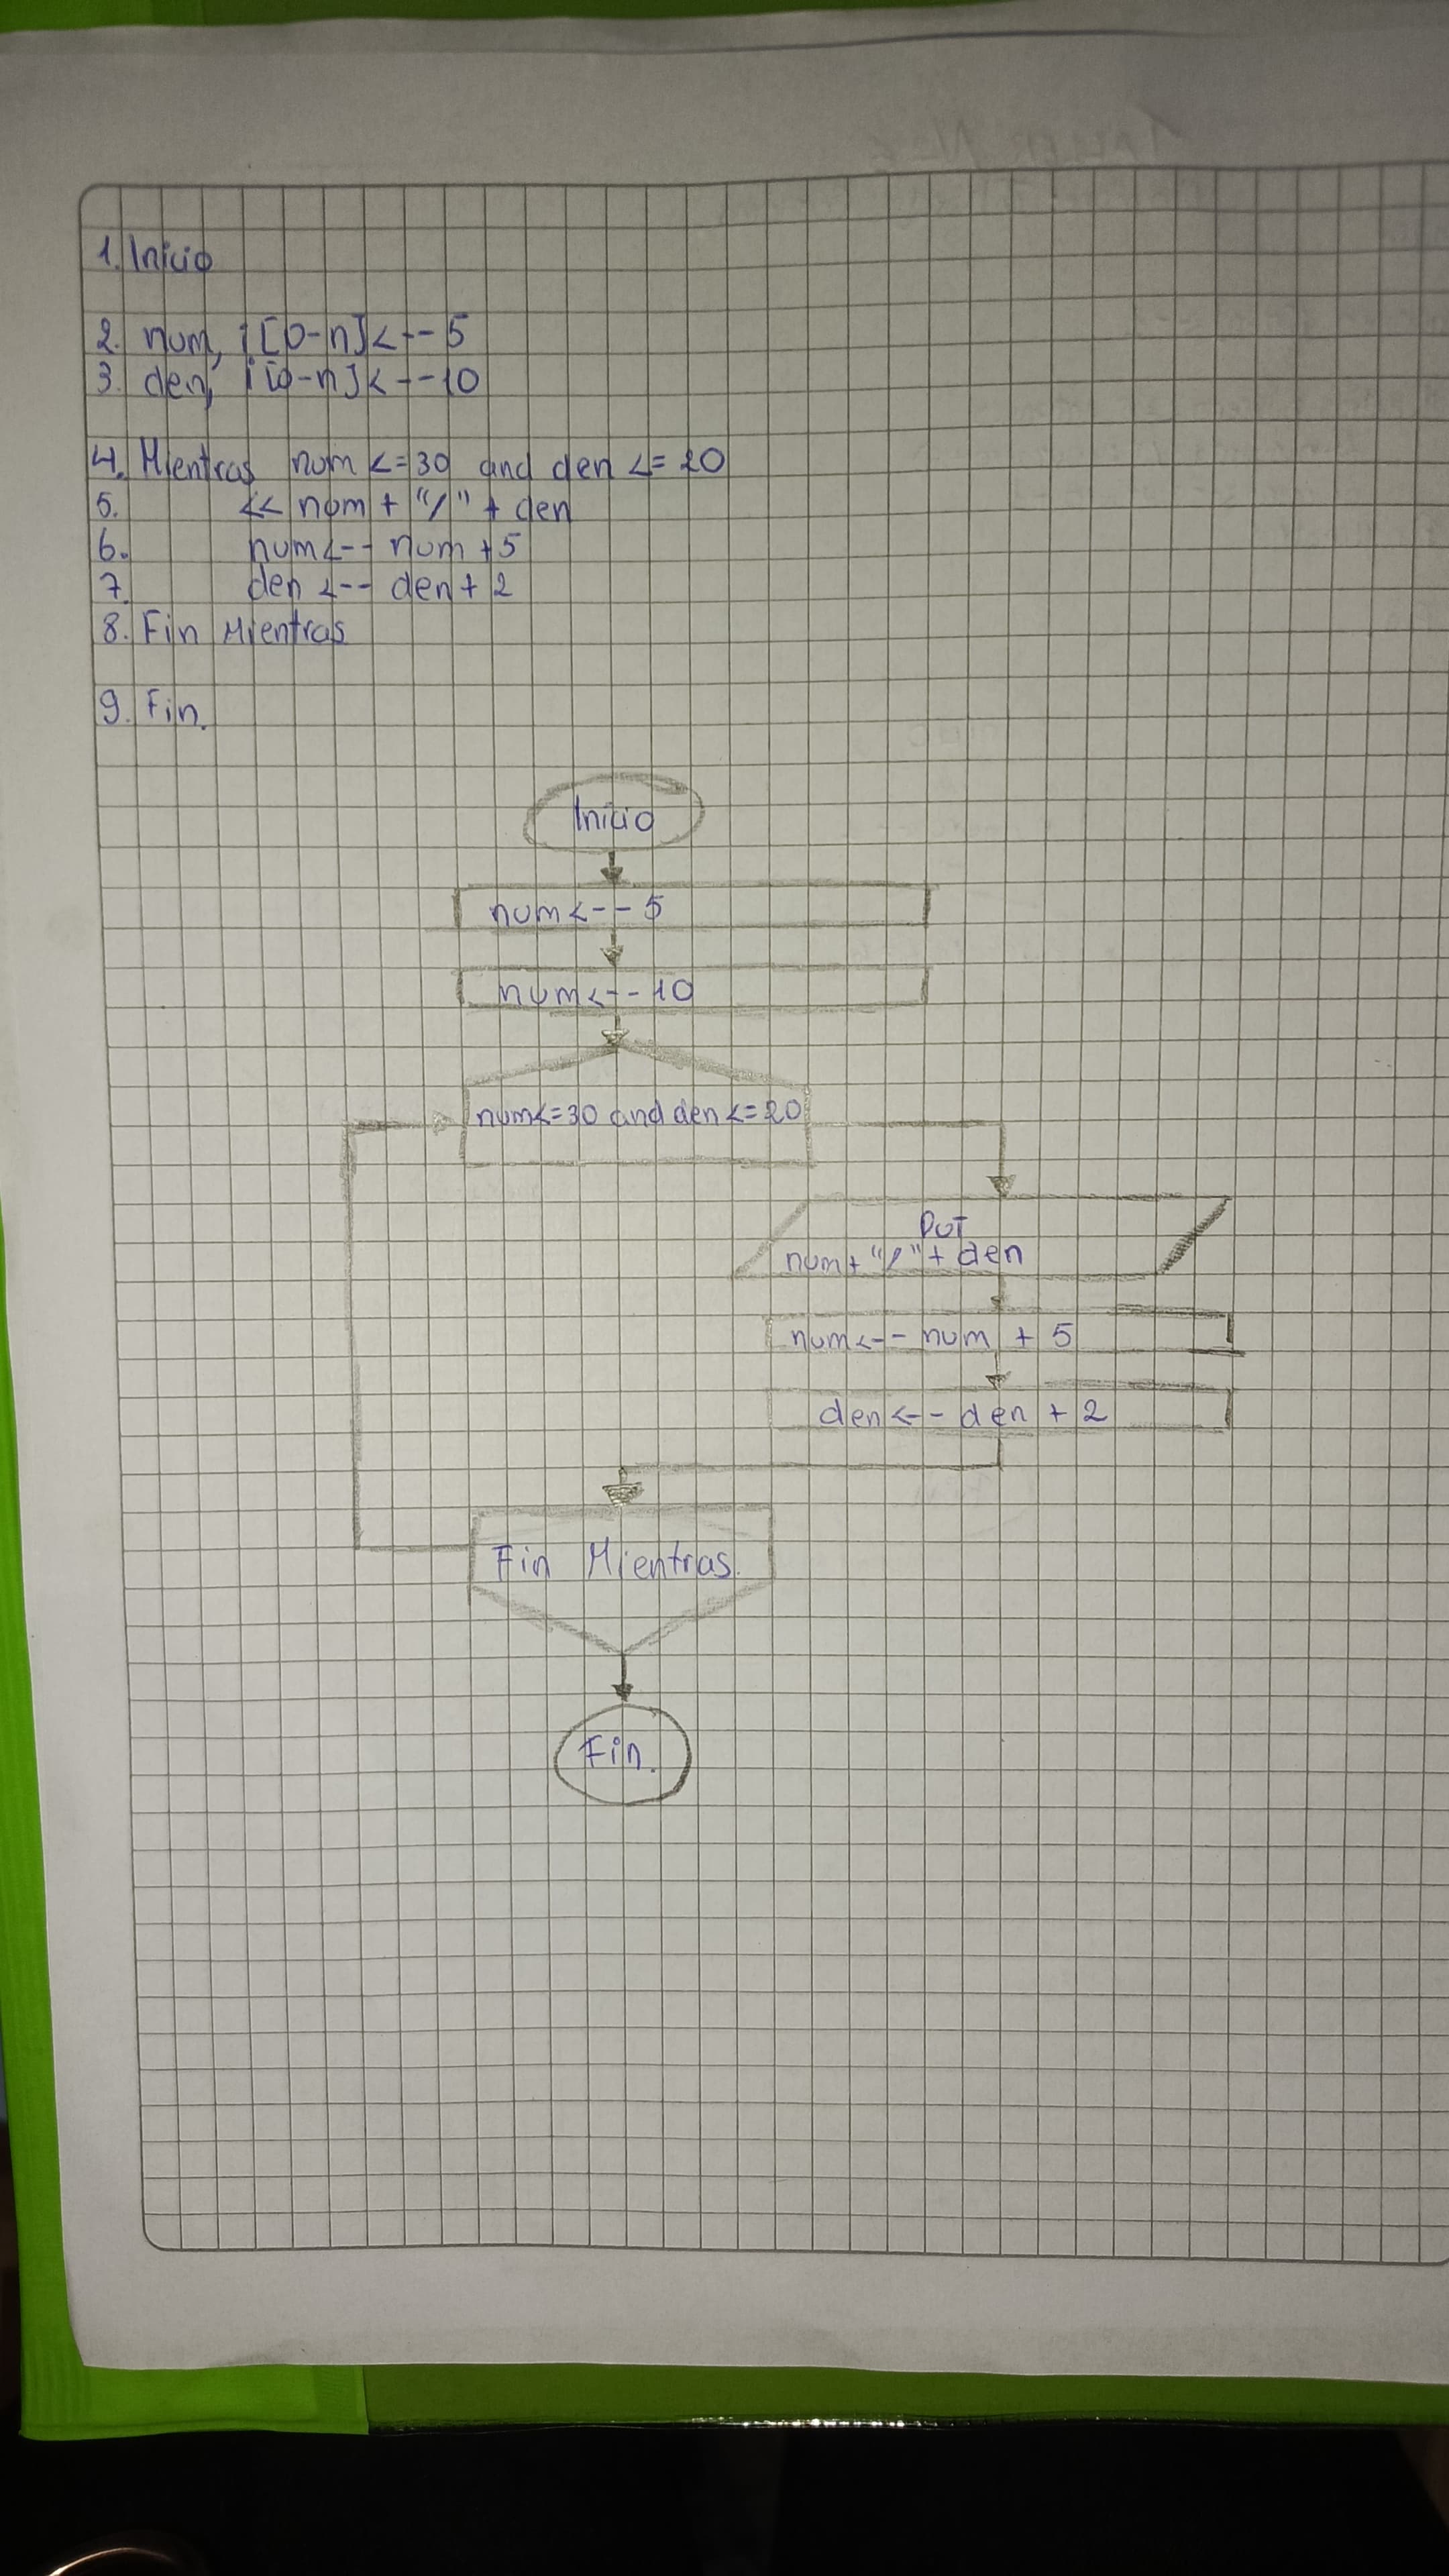 1. Inicio
2. num, i [0-n] <-- 5
3. den, i [0-n] <-- 10
4. Mientras num <= 30 and den <= 20
5. << num + "/" + den
6. num <-- num + 5
7. den <-- den + 2
8. Fin Mientras
9. Fin.
Inicio
num <-- 5
num <-- 10
num <= 30 and den <= 20
OUT
num + "/" + den
num <-- num + 5
den <-- den + 2
Fin Mientras.
Fin.